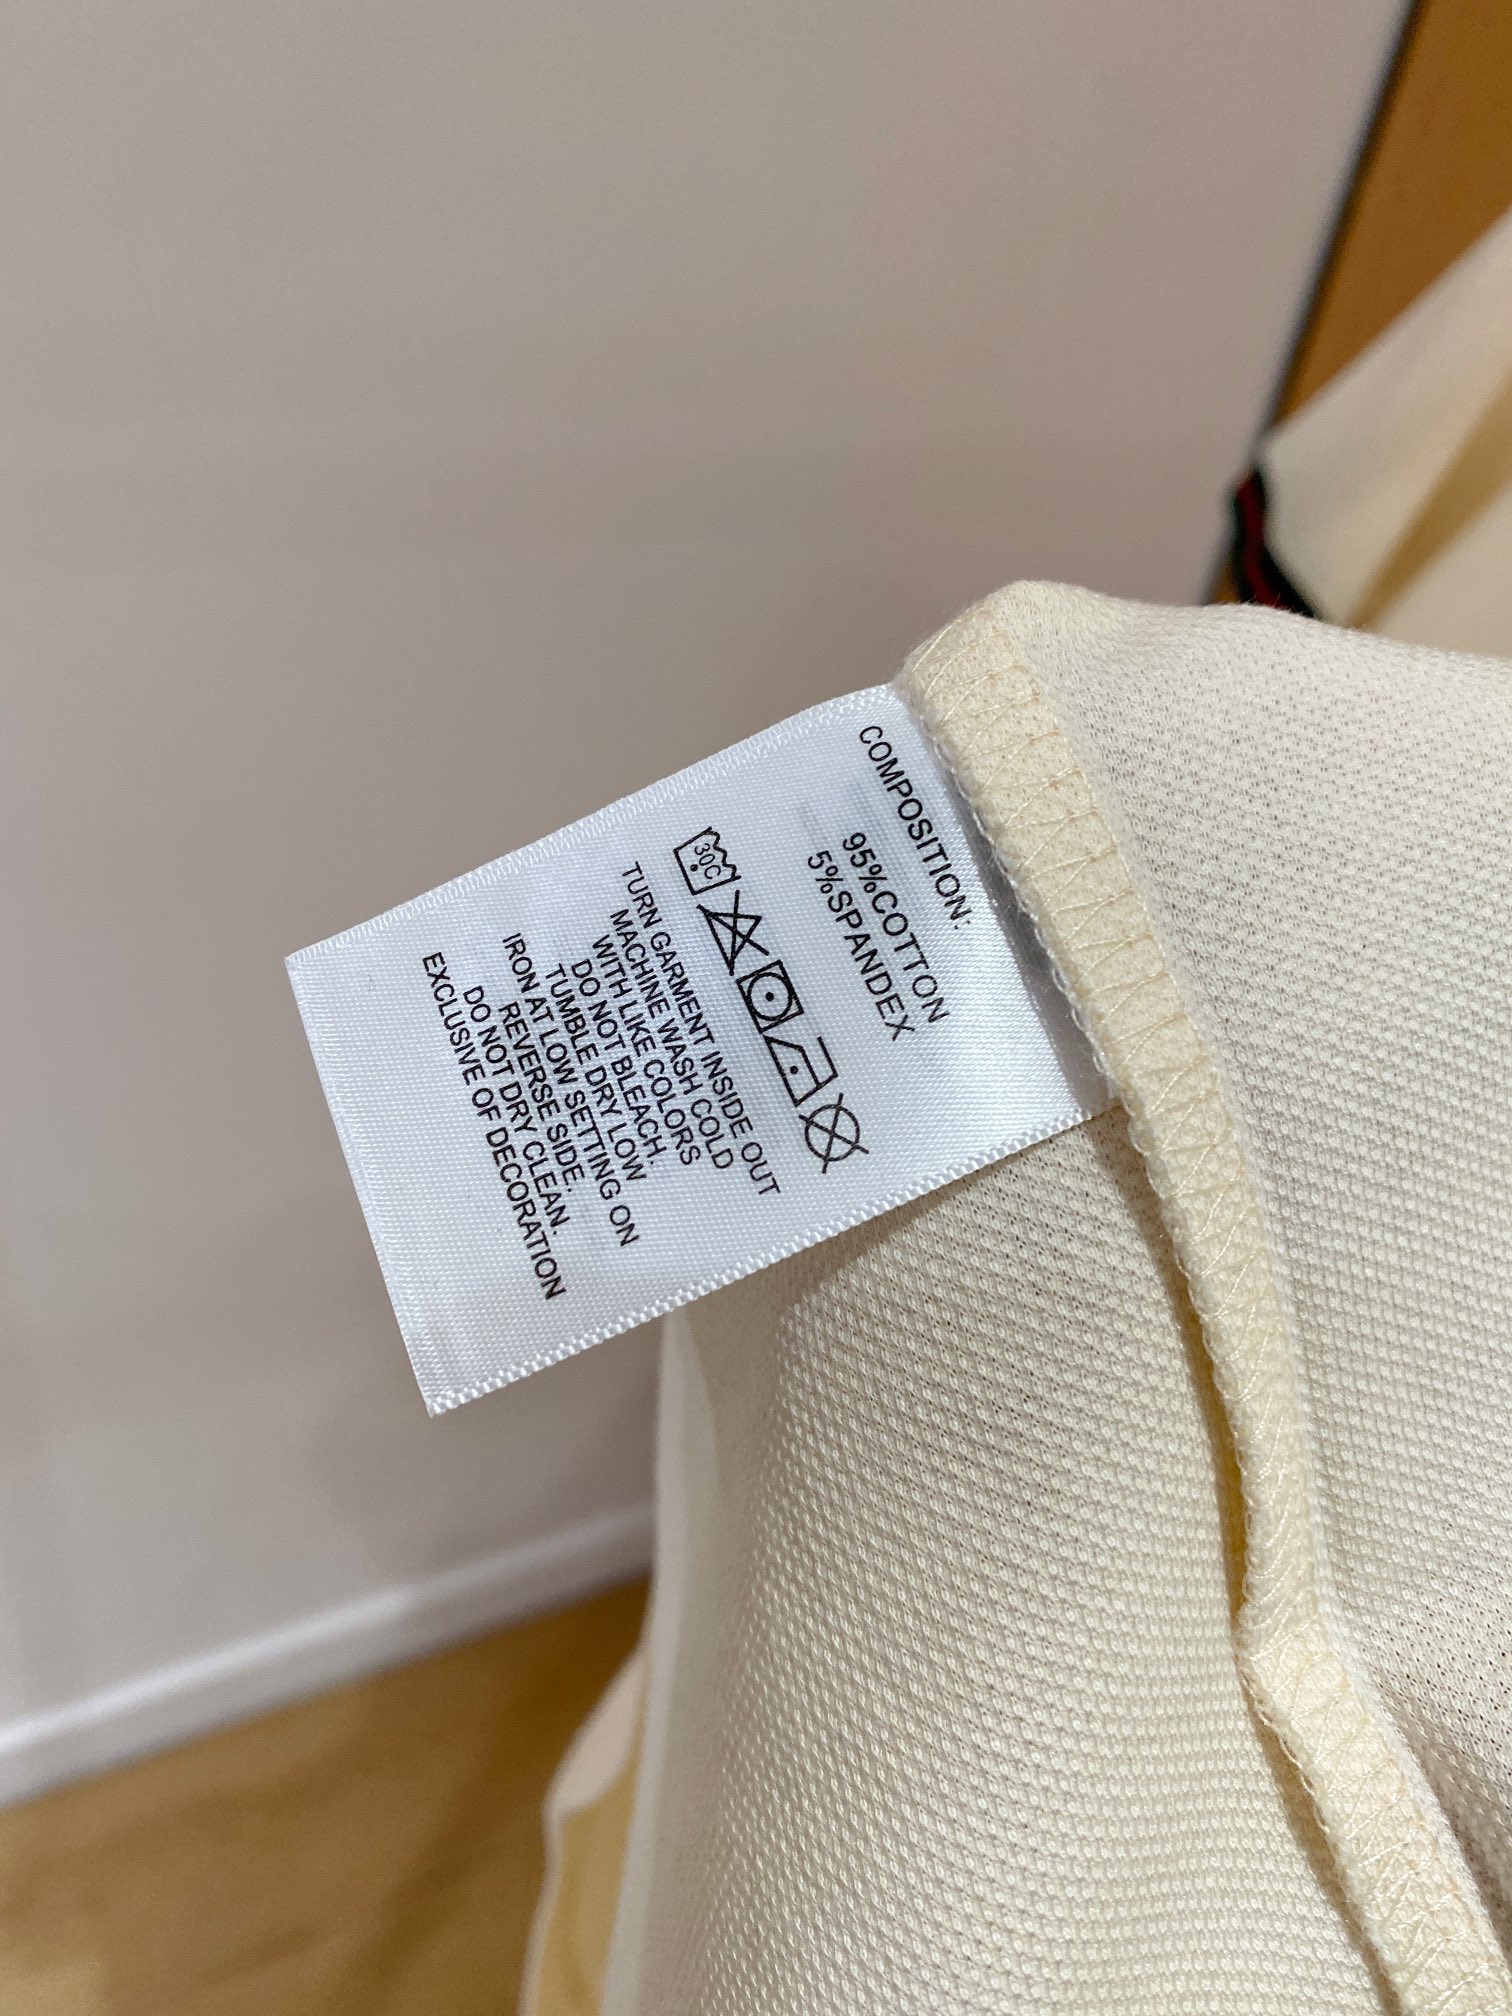 COMPOSITION:
95%COTTON
5%SPANDEX
30C
TURN GARMENT INSIDE OUT
MACHINE WASH COLD
WITH LIKE COLORS
DO NOT BLEACH.
TUMBLE DRY LOW
IRON AT LOW SETTING ON
REVERSE SIDE.
DO NOT DRY CLEAN.
EXCLUSIVE OF DECORATION